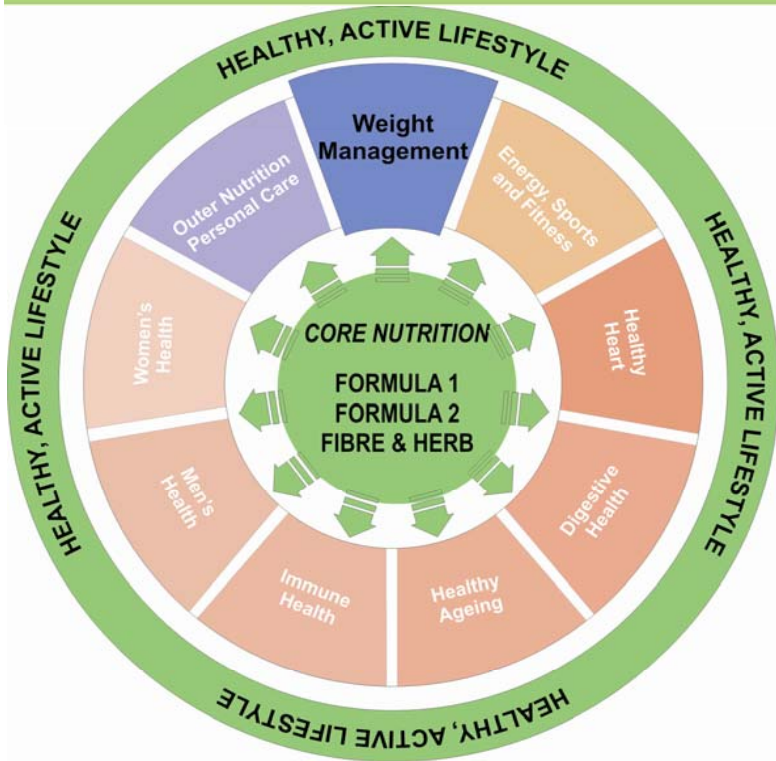 HEALTHY, ACTIVE LIFESTYLE
Weight
Management
Energy, Sports
and Fitness
Healthy
Heart
Digestive
Health
Healthy
Ageing
Immune
Health
Men's
Health
Women's
Health
Outer Nutrition
Personal Care
CORE NUTRITION
FORMULA 1
FORMULA 2
FIBRE & HERB
HEALTHY, ACTIVE LIFESTYLE
HEALTHY, ACTIVE LIFESTYLE
HEALTHY, ACTIVE LIFESTYLE